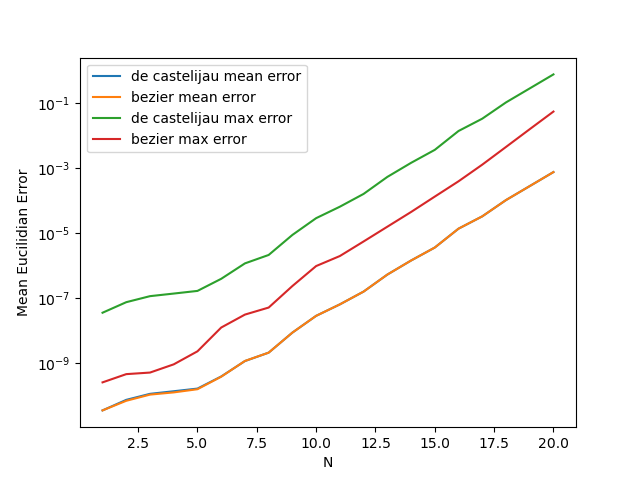 de castelijau mean error
bezier mean error
de castelijau max error
bezier max error
Mean Eucilidian Error
10⁻¹
10⁻³
10⁻⁵
10⁻⁷
10⁻⁹
2.5 5.0 7.5 10.0 12.5 15.0 17.5 20.0
N